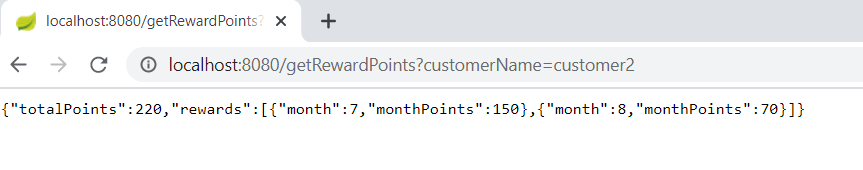 localhost:8080/getRewardPoints?
localhost:8080/getRewardPoints?customerName=customer2
{"totalPoints":220,"rewards":[{"month":7,"monthPoints":150},{"month":8,"monthPoints":70}]}